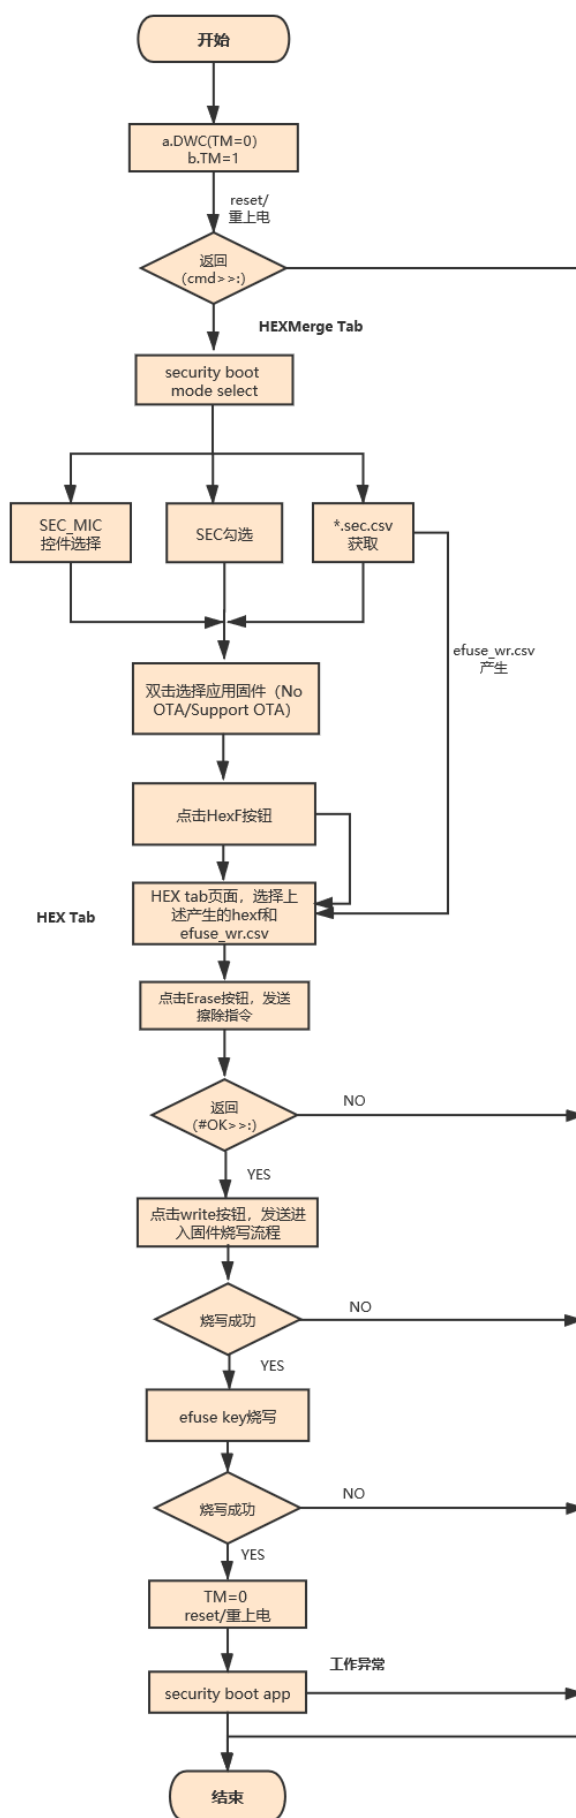 开始
a.DWC(TM=0)
b.TM=1
reset/
重上电
返回
(cmd>>:)
HEXMerge Tab
security boot
mode select
SEC_MIC
控件选择
SEC勾选
*.sec.csv
获取
efuse_wr.csv
产生
双击选择应用固件（No
OTA/Support OTA）
点击HexF按钮
HEX Tab
HEX tab页面，选择上
述产生的hexf和
efuse_wr.csv
点击Erase按钮，发送
擦除指令
返回
(#OK>>:)
NO
YES
点击write按钮，发送进
入固件烧写流程
烧写成功
NO
YES
efuse key烧写
烧写成功
NO
YES
TM=0
reset/重上电
工作异常
security boot app
结束